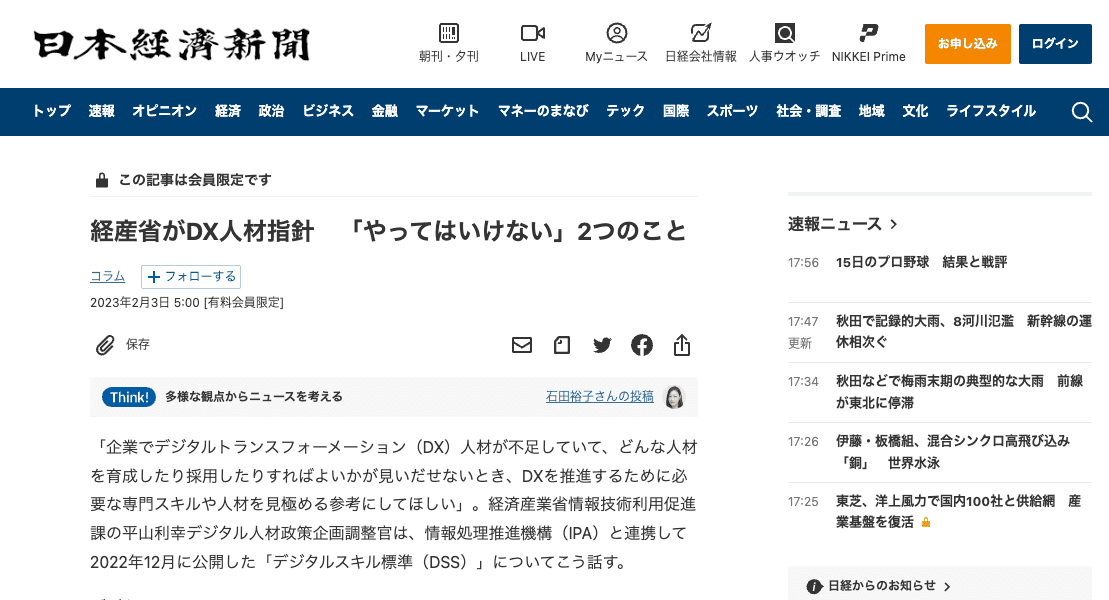 日本経済新聞
朝刊・夕刊
LIVE
Myニュース
日経会社情報
人事ウオッチ
NIKKEI Prime
お申し込み
ログイン
トップ 速報 オピニオン 経済 政治 ビジネス 金融 マーケット マネーのまなび テック 国際 スポーツ 社会・調査 地域 文化 ライフスタイル
この記事は会員限定です
経産省がDX人材指針　「やってはいけない」2つのこと
コラム
フォローする
2023年2月3日 5:00 [有料会員限定]
保存
Think! 多様な観点からニュースを考える
石田裕子さんの投稿
「企業でデジタルトランスフォーメーション（DX）人材が不足していて、どんな人材
を育成したり採用したりすればよいかが見いだせないとき、DXを推進するために必
要な専門スキルや人材を見極める参考にしてほしい」。経済産業省情報技術利用促進
課の平山利幸デジタル人材政策企画調整官は、情報処理推進機構（IPA）と連携して
2022年12月に公開した「デジタルスキル標準（DSS）」についてこう話す。
速報ニュース
17:56 15日のプロ野球　結果と戦評
17:47 秋田で記録的大雨、8河川氾濫　新幹線の運
更新 休相次ぐ
17:34 秋田などで梅雨末期の典型的な大雨　前線
が東北に停滞
17:26 伊藤・板橋組、混合シンクロ高飛び込み
「銅」　世界水泳
17:25 東芝、洋上風力で国内100社と供給網　産
業基盤を復活
日経からのお知らせ